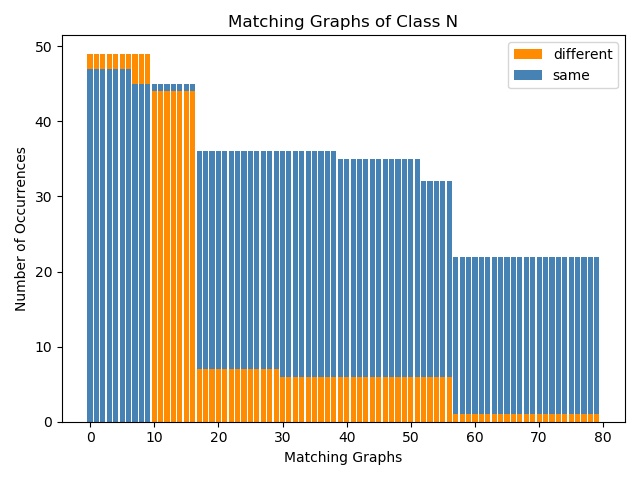 Matching Graphs of Class N
different
same
Number of Occurrences
50
40
30
20
10
0
0 10 20 30 40 50 60 70 80
Matching Graphs